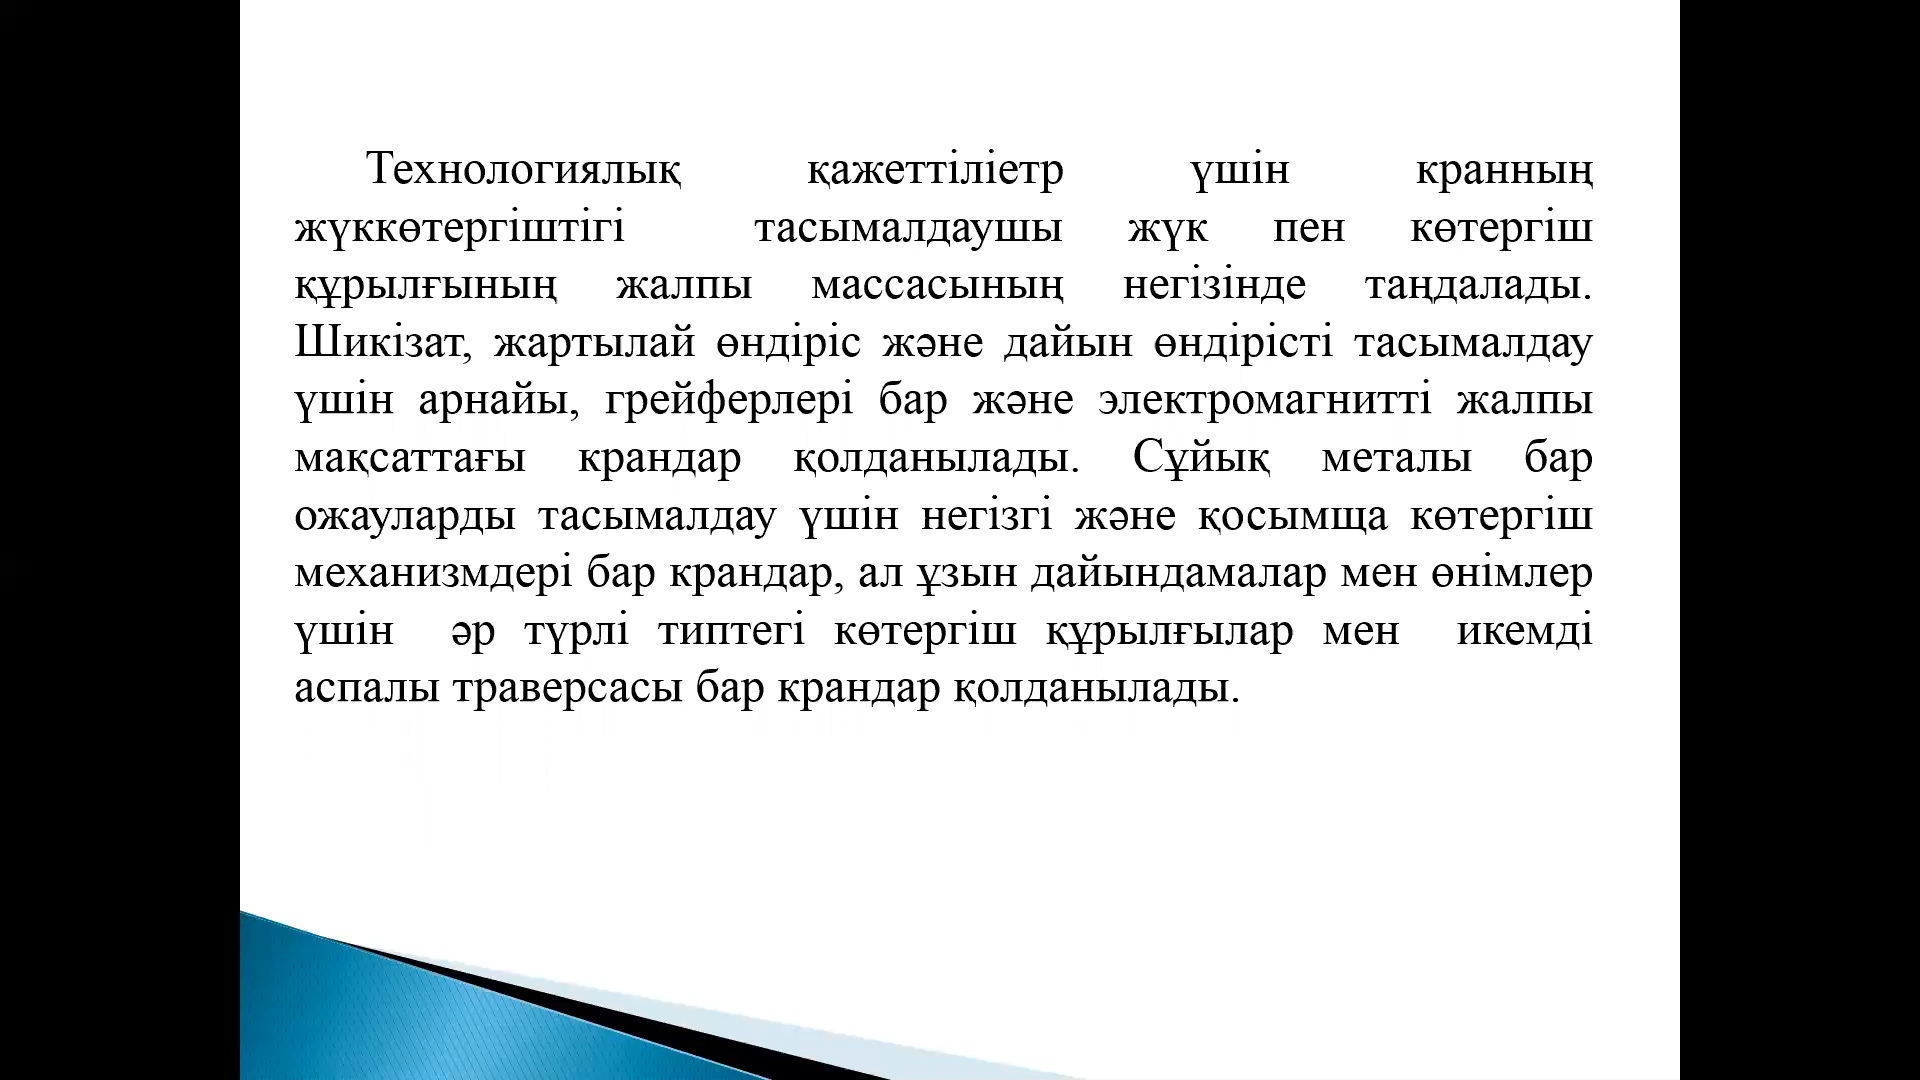 Технологиялық қажеттіліетр үшін кранның
жүккөтергіштігі тасымалдаушы жүк пен көтергіш
құрылғының жалпы массасының негізінде таңдалады.
Шикізат, жартылай өндіріс және дайын өндірісті тасымалдау
үшін арнайы, грейферлері бар және электромагнитті жалпы
мақсаттағы крандар қолданылады. Сұйық металы бар
ожауларды тасымалдау үшін негізгі және қосымща көтергіш
механизмдері бар крандар, ал ұзын дайындамалар мен өнімлер
үшін әр түрлі типтегі көтергіш құрылғылар мен икемді
аспалы траверсасы бар крандар қолданылады.